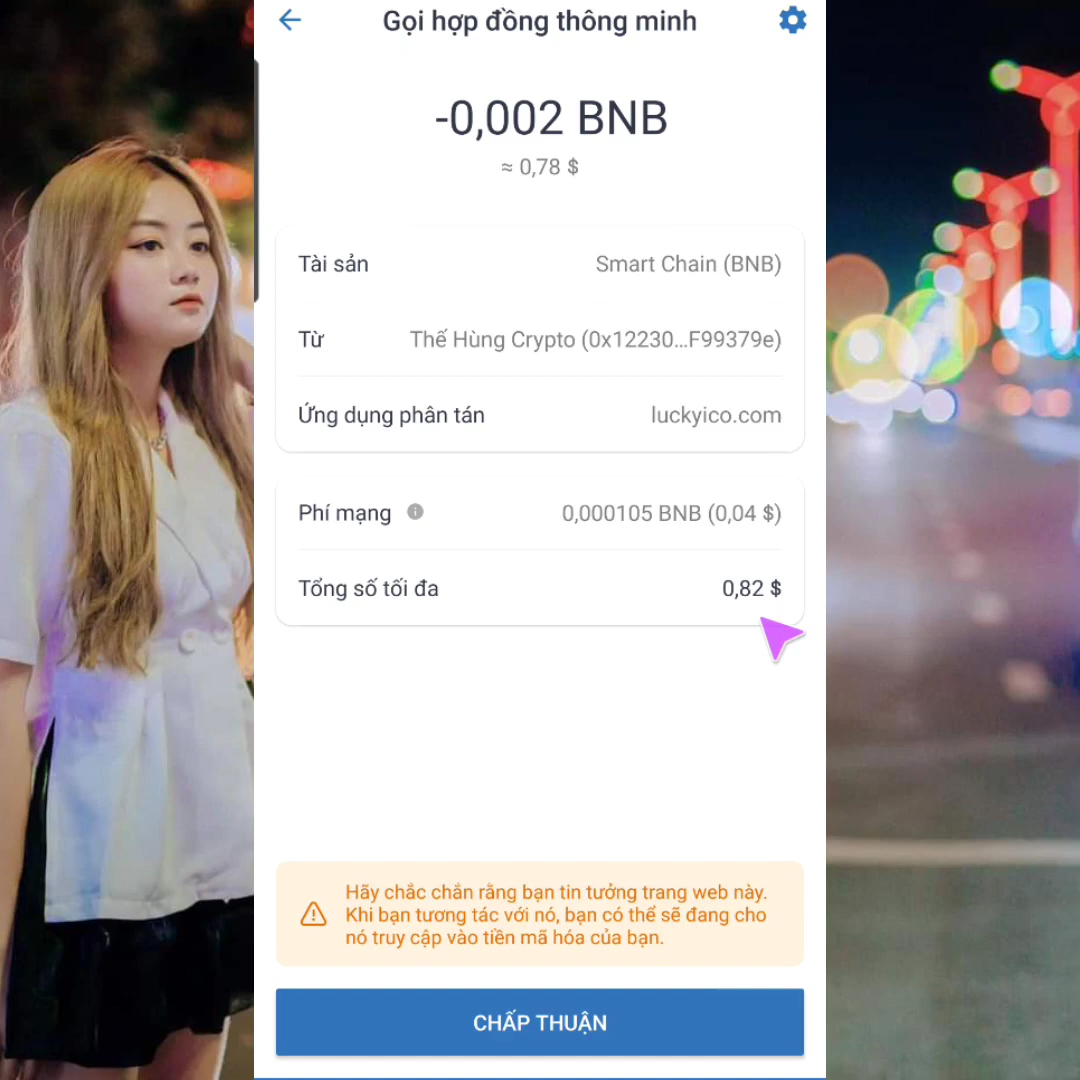 Gọi hợp đồng thông minh
-0,002 BNB
≈ 0,78 $
Tài sản Smart Chain (BNB)
Từ Thế Hùng Crypto (0x12230...F99379e)
Ứng dụng phân tán luckyico.com
Phí mạng 0,000105 BNB (0,04 $)
Tổng số tối đa 0,82 $
Hãy chắc chắn rằng bạn tin tưởng trang web này.
Khi bạn tương tác với nó, bạn có thể sẽ đang cho
nó truy cập vào tiền mã hóa của bạn.
CHẤP THUẬN